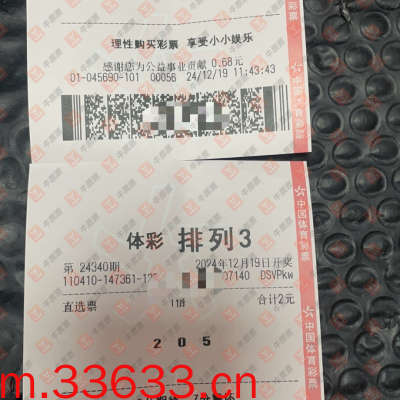 理性购买彩票 享受小小娱乐
感谢您为公益事业贡献 0.68元
01-045690-101 00056 24/12/19 11:43:43
中国体育彩票
体彩 排列3
第 24340期 2024年12月19日开奖
110410-147361-12 07140 DSVPkw
直选票 1倍 合计2元
2 0 5
中国体育彩票
m.33633.cn